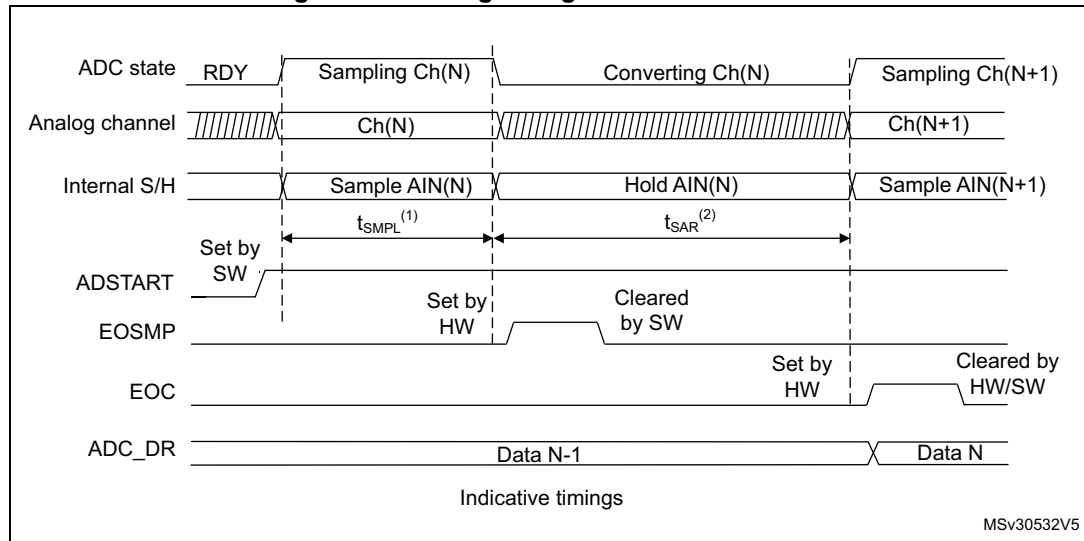 ADC state RDY Sampling Ch(N) Converting Ch(N) Sampling Ch(N+1)
Analog channel Ch(N) Ch(N+1)
Internal S/H Sample AIN(N) Hold AIN(N) Sample AIN(N+1)
tSMPL(1) tSAR(2)
Set by
SW
ADSTART
Set by
HW
Cleared
by SW
EOSMP
Set by
HW
Cleared by
HW/SW
EOC
ADC_DR Data N-1 Data N
Indicative timings
MSv30532V5